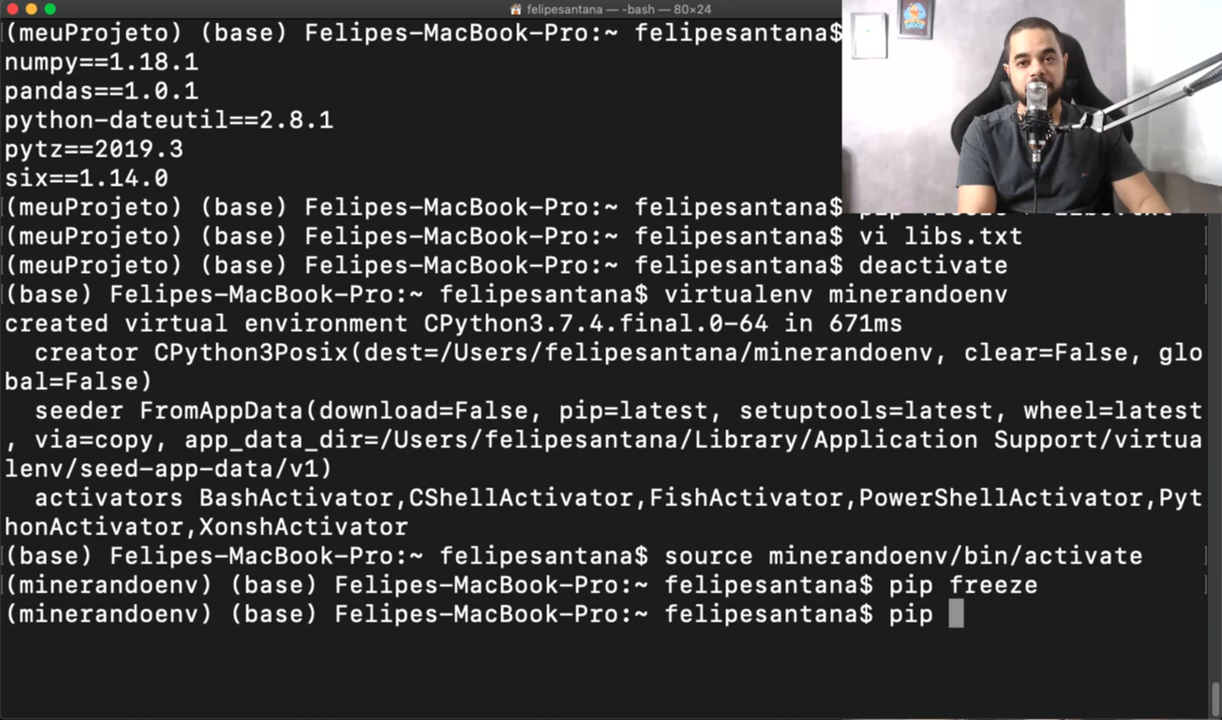 felipesantana — -bash — 80×24
(meuProjeto) (base) Felipes-MacBook-Pro:~ felipesantana$
numpy==1.18.1
pandas==1.0.1
python-dateutil==2.8.1
pytz==2019.3
six==1.14.0
(meuProjeto) (base) Felipes-MacBook-Pro:~ felipesantana$ pip freeze > libs.txt
(meuProjeto) (base) Felipes-MacBook-Pro:~ felipesantana$ vi libs.txt
(meuProjeto) (base) Felipes-MacBook-Pro:~ felipesantana$ deactivate
(base) Felipes-MacBook-Pro:~ felipesantana$ virtualenv minerandoenv
created virtual environment CPython3.7.4.final.0-64 in 671ms
  creator CPython3Posix(dest=/Users/felipesantana/minerandoenv, clear=False, glo
bal=False)
  seeder FromAppData(download=False, pip=latest, setuptools=latest, wheel=latest
, via=copy, app_data_dir=/Users/felipesantana/Library/Application Support/virtua
lenv/seed-app-data/v1)
  activators BashActivator,CShellActivator,FishActivator,PowerShellActivator,Pyt
honActivator,XonshActivator
(base) Felipes-MacBook-Pro:~ felipesantana$ source minerandoenv/bin/activate
(minerandoenv) (base) Felipes-MacBook-Pro:~ felipesantana$ pip freeze
(minerandoenv) (base) Felipes-MacBook-Pro:~ felipesantana$ pip